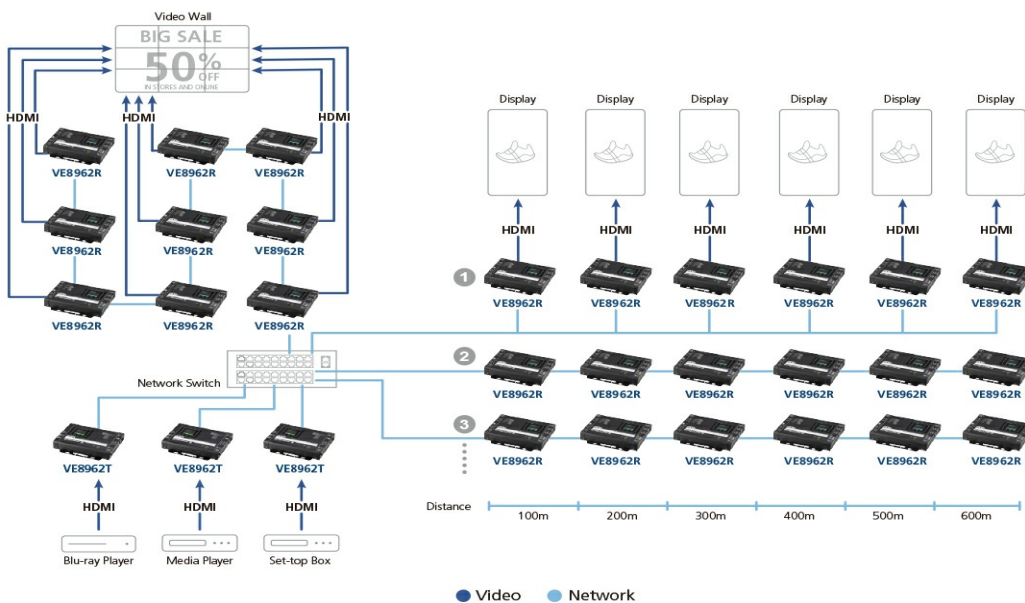 Video Wall
BIG SALE
50% OFF
IN STORES AND ONLINE
HDMI HDMI HDMI
VE8962R VE8962R VE8962R
VE8962R VE8962R VE8962R
VE8962R VE8962R VE8962R
Network Switch
VE8962T VE8962T VE8962T
HDMI HDMI HDMI
Blu-ray Player Media Player Set-top Box
Display Display Display Display Display Display
HDMI HDMI HDMI HDMI HDMI HDMI
1
VE8962R VE8962R VE8962R VE8962R VE8962R VE8962R
2
VE8962R VE8962R VE8962R VE8962R VE8962R VE8962R
3
VE8962R VE8962R VE8962R VE8962R VE8962R VE8962R
Distance 100m 200m 300m 400m 500m 600m
Video Network